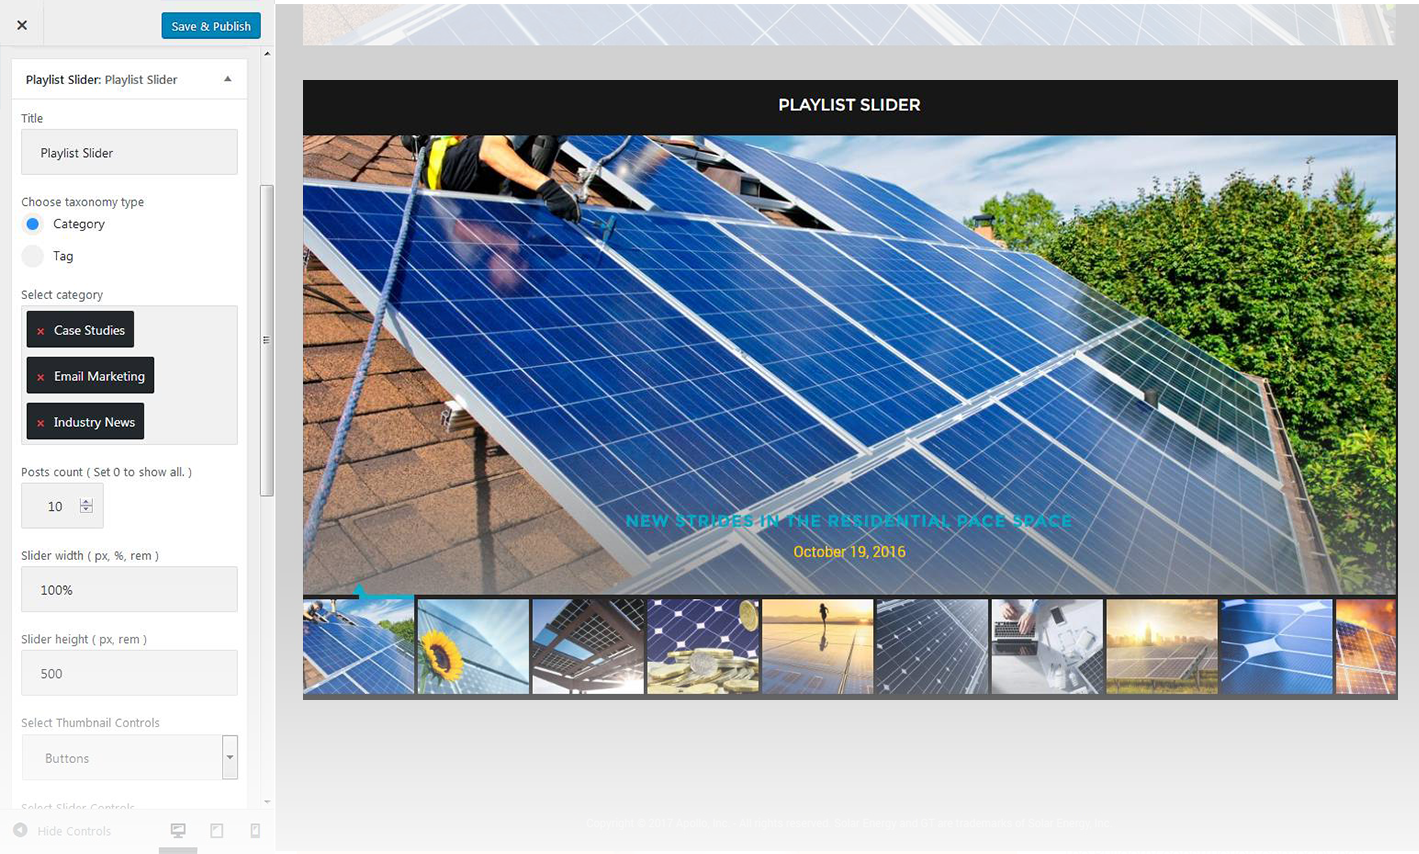 Save & Publish
Playlist Slider: Playlist Slider
Title
Playlist Slider
Choose taxonomy type
Category
Tag
Select category
× Case Studies
× Email Marketing
× Industry News
Posts count ( Set 0 to show all. )
10
Slider width ( px, %, rem )
100%
Slider height ( px, rem )
500
Select Thumbnail Controls
Buttons
Select Slider Controls
Hide Controls
PLAYLIST SLIDER
NEW STRIDES IN THE RESIDENTIAL PACE SPACE
October 19, 2016